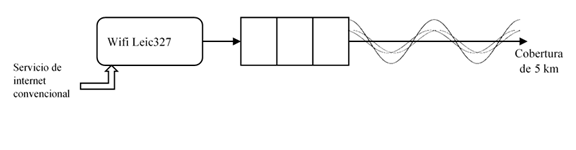 Wifi Leic327
Servicio de
internet
convencional
Cobertura
de 5 km